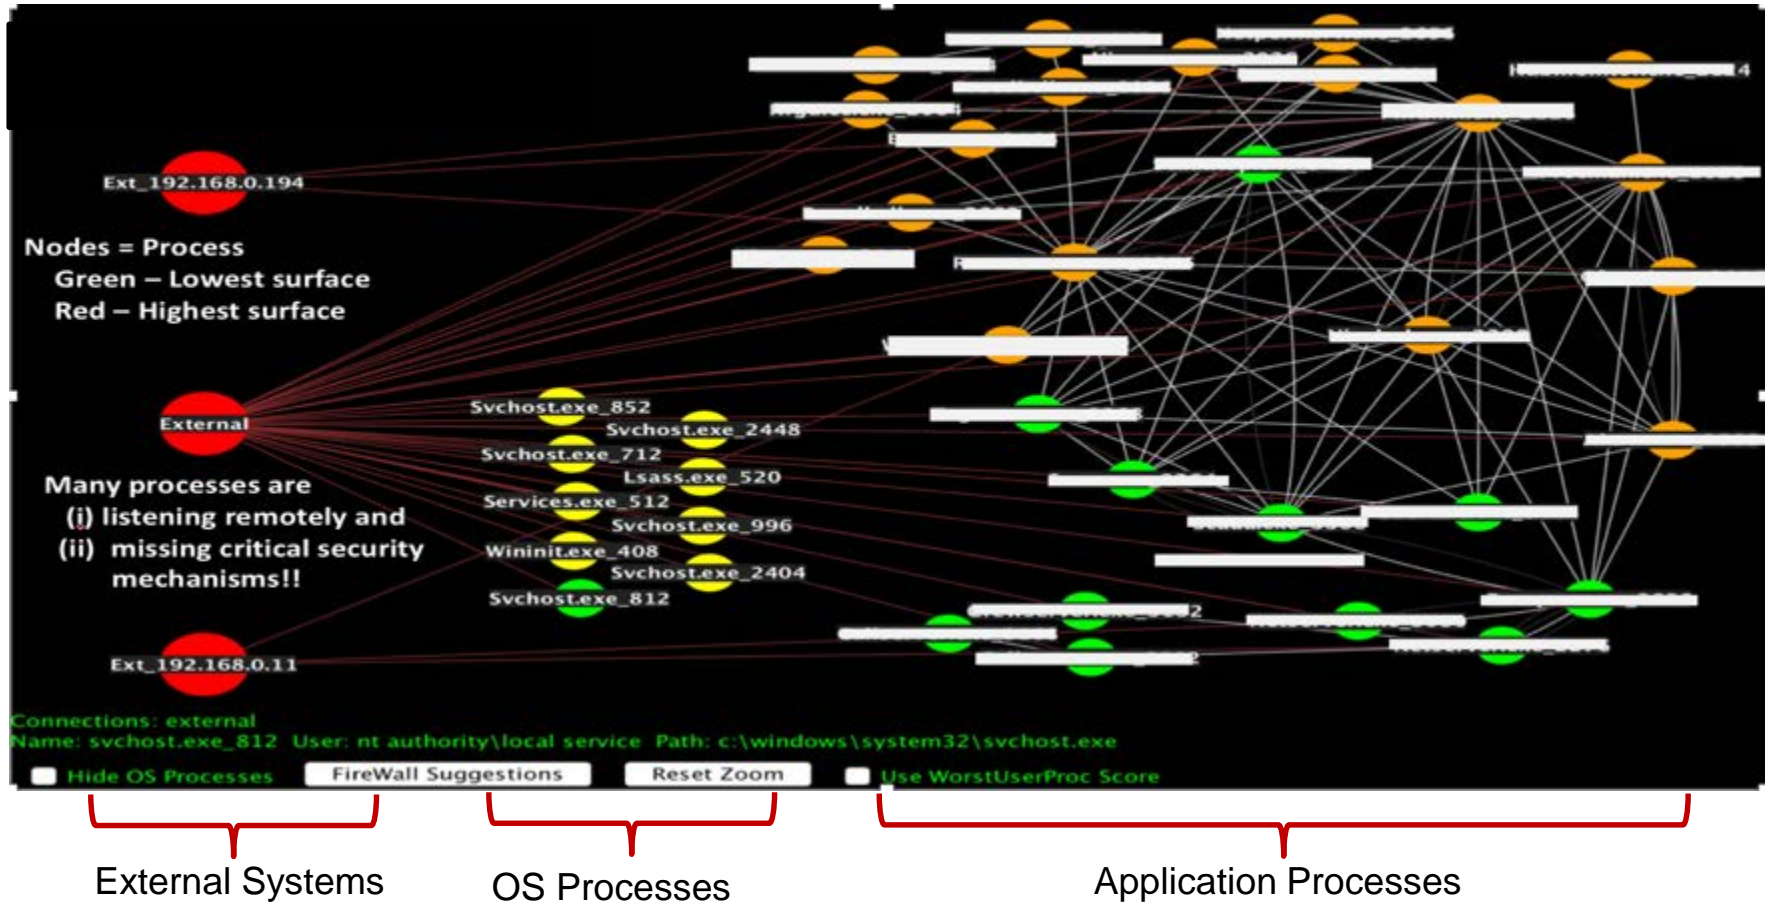 Ext_192.168.0.194
Nodes = Process
Green – Lowest surface
Red – Highest surface
External
Many processes are
(i) listening remotely and
(ii) missing critical security
mechanisms!!
Ext_192.168.0.11
Svchost.exe_852
Svchost.exe_2448
Svchost.exe_712
Lsass.exe_520
Services.exe_512
Svchost.exe_996
Wininit.exe_408
Svchost.exe_2404
Svchost.exe_812
Connections: external
Name: svchost.exe_812 User: nt authority\local service Path: c:\windows\system32\svchost.exe
Hide OS Processes FireWall Suggestions Reset Zoom Use WorstUserProc Score
External Systems
OS Processes
Application Processes